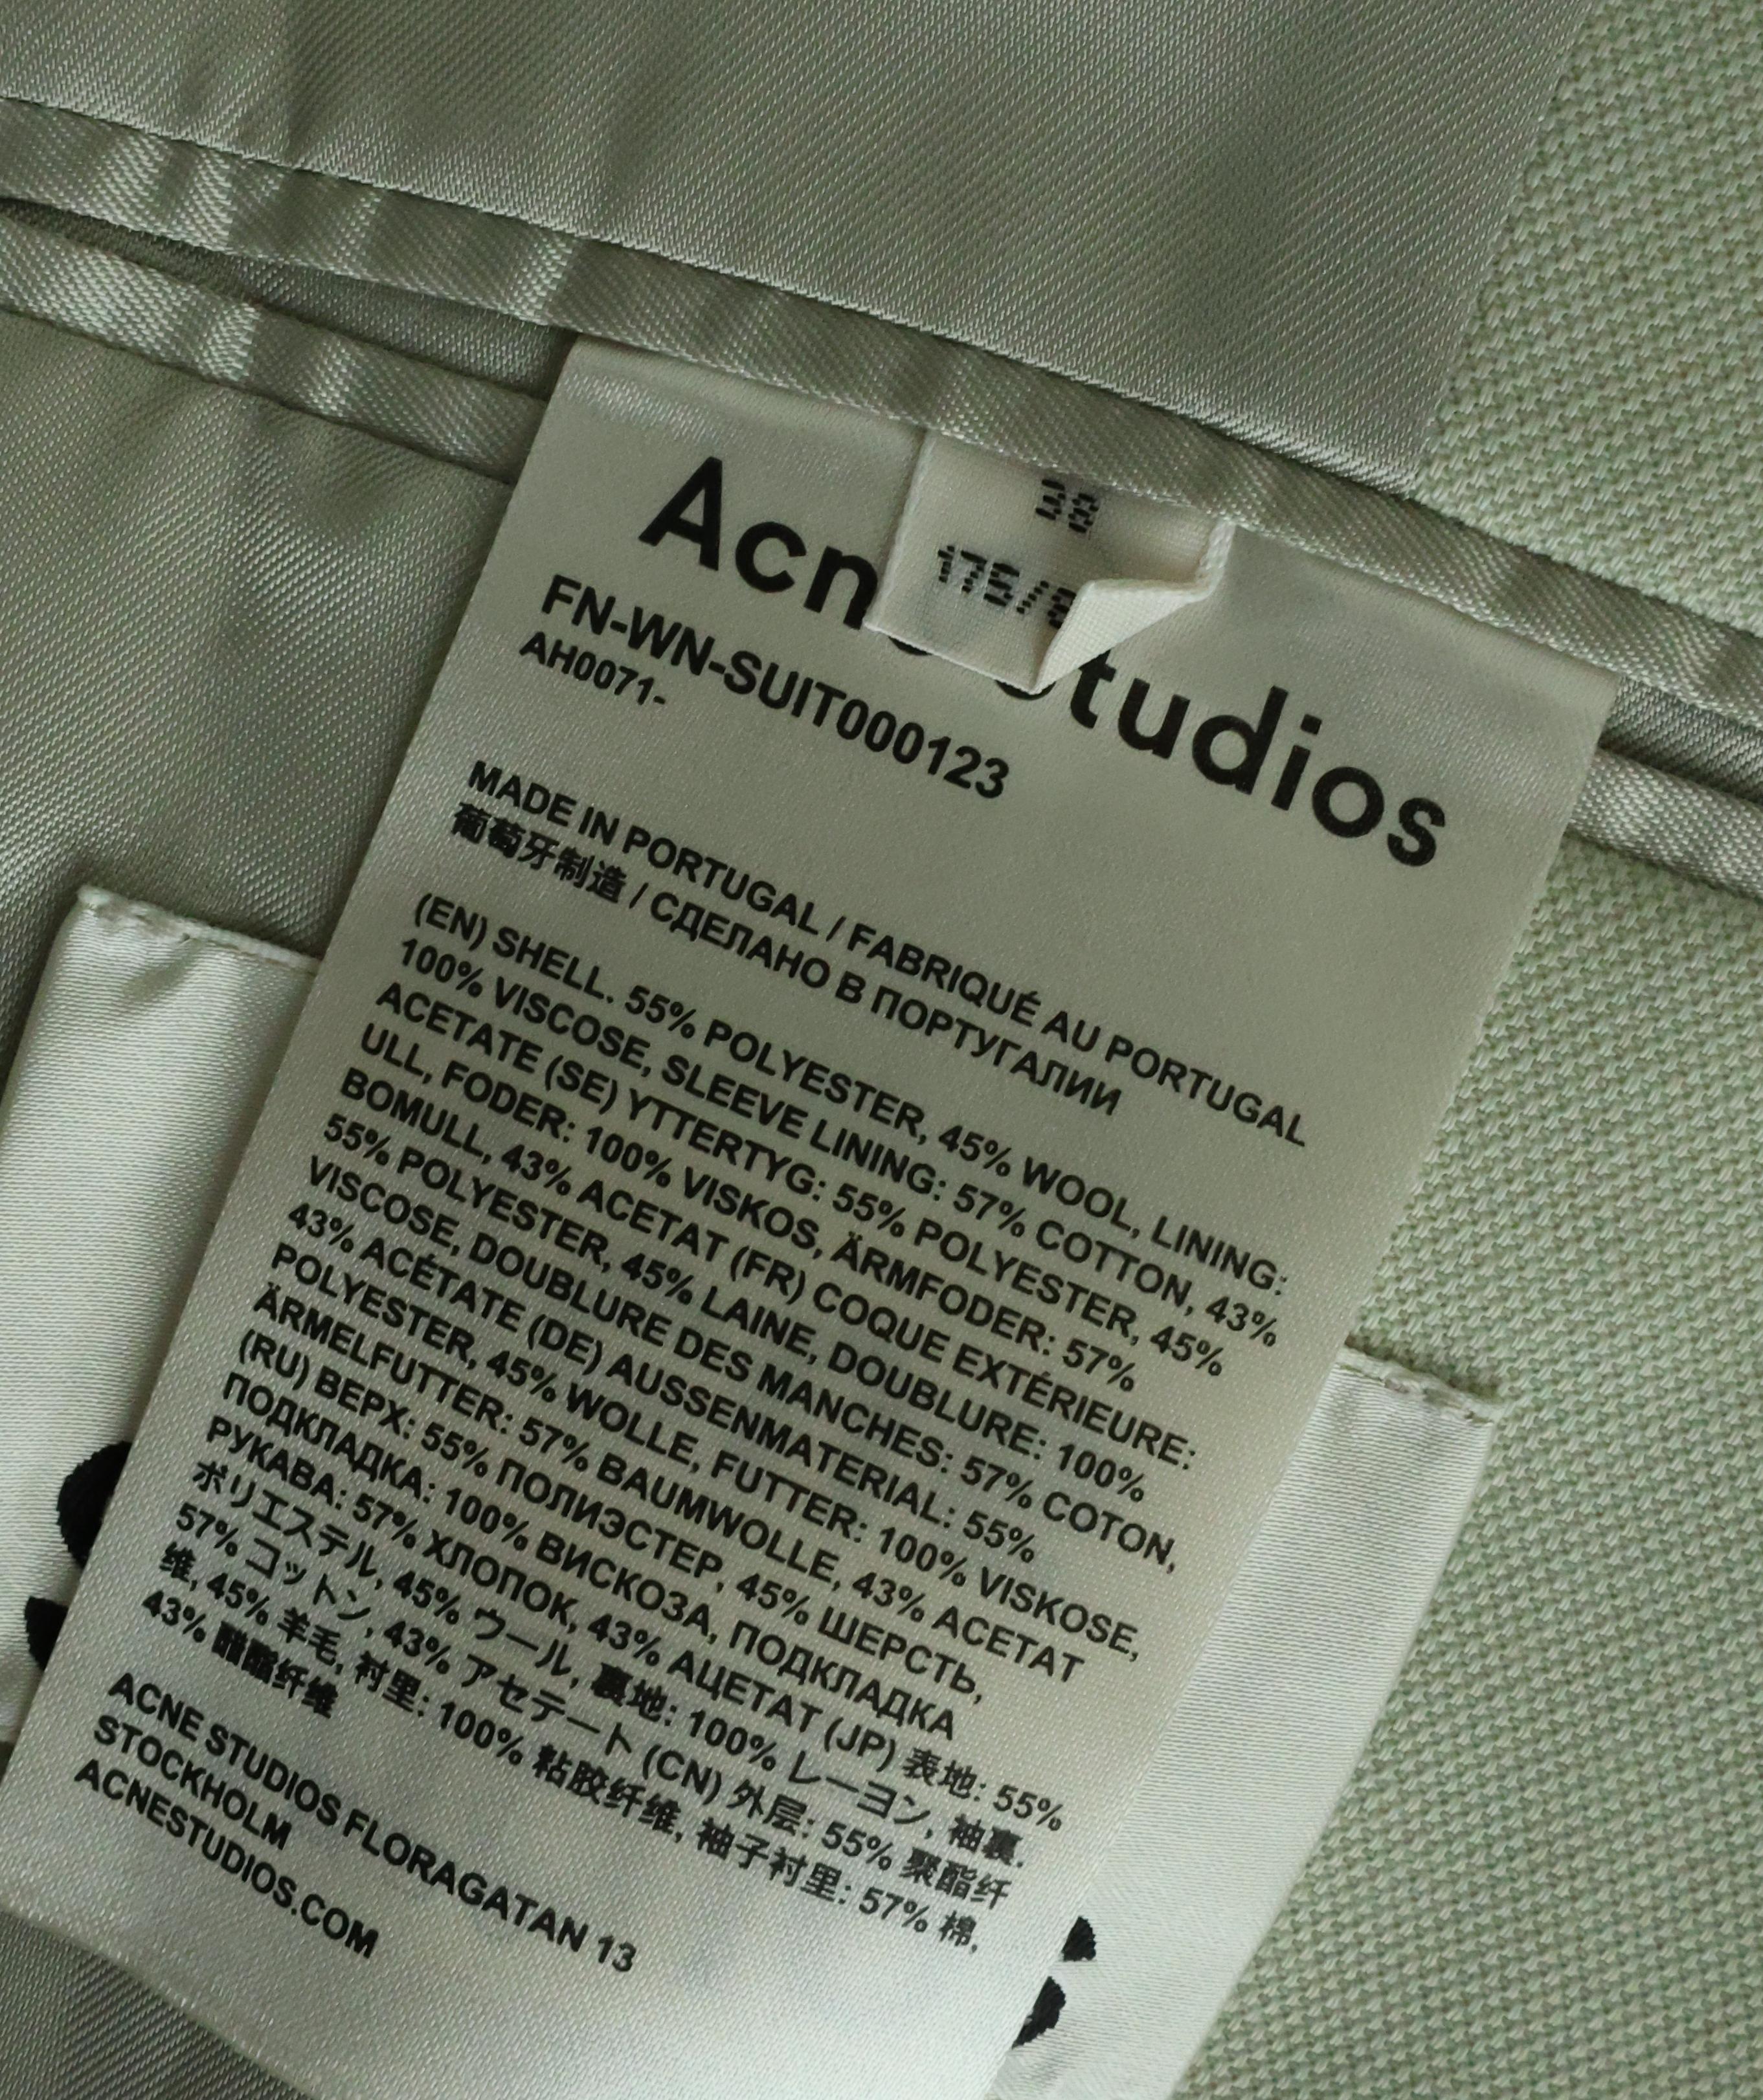 38
175/8
Acne Studios
FN-WN-SUIT000123
AH0071-
MADE IN PORTUGAL / FABRIQUÉ AU PORTUGAL
葡萄牙制造 / СДЕЛАНО В ПОРТУГАЛИИ
(EN) SHELL. 55% POLYESTER, 45% WOOL, LINING:
100% VISCOSE, SLEEVE LINING: 57% COTTON, 43%
ACETATE (SE) YTTERTYG: 55% POLYESTER, 45%
ULL, FODER: 100% VISKOS, ÄRMFODER: 57%
BOMULL, 43% ACETAT (FR) COQUE EXTÉRIEURE:
55% POLYESTER, 45% LAINE, DOUBLURE: 100%
VISCOSE, DOUBLURE DES MANCHES: 57% COTON,
43% ACÉTATE (DE) AUSSENMATERIAL: 55%
POLYESTER, 45% WOLLE, FUTTER: 100% VISKOSE,
ÄRMELFUTTER: 57% BAUMWOLLE, 43% ACETAT
(RU) ВЕРХ: 55% ПОЛИЭСТЕР, 45% ШЕРСТЬ,
ПОДКЛАДКА: 100% ВИСКОЗА, ПОДКЛАДКА
РУКАВА: 57% ХЛОПОК, 43% АЦЕТАТ (JP) 表地: 55%
ポリエステル, 45% ウール, 裏地: 100% レーヨン, 袖裏.
57% コットン, 43% アセテート (CN) 外层: 55% 聚酯纤
维, 45% 羊毛, 衬里: 100% 粘胶纤维, 袖子衬里: 57% 棉,
43% 醋酯纤维
ACNE STUDIOS FLORAGATAN 13
STOCKHOLM
ACNESTUDIOS.COM